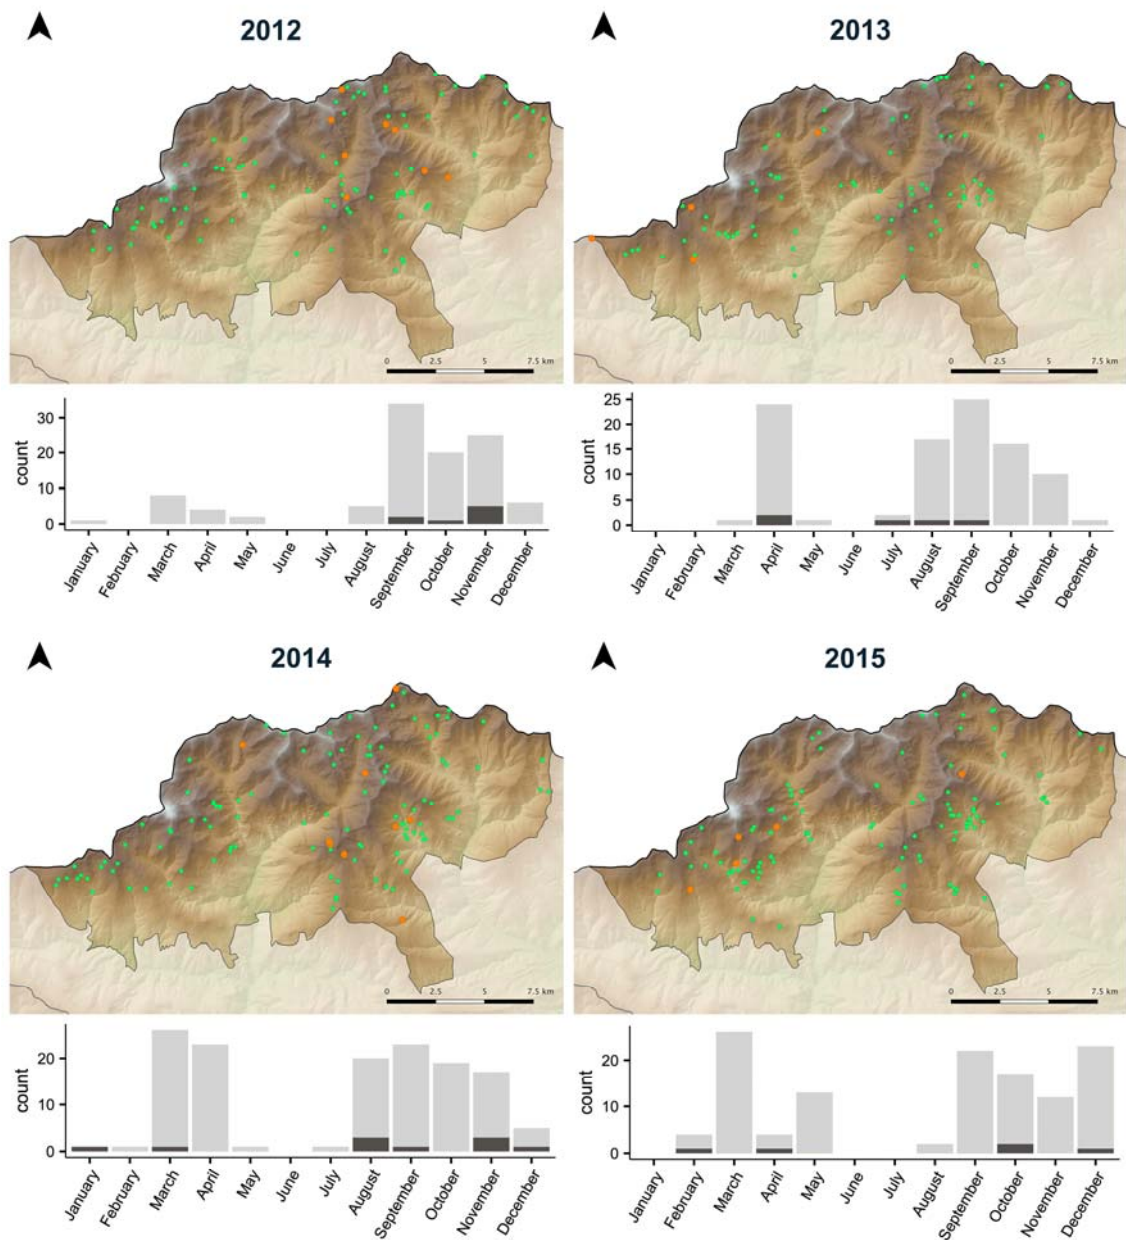 2012
2013
0 2.5 5 7.5 km
0 2.5 5 7.5 km
count
30
20
10
0
January
February
March
April
May
June
July
August
September
October
November
December
count
25
20
15
10
5
0
January
February
March
April
May
June
July
August
September
October
November
December
2014
2015
0 2.5 5 7.5 km
0 2.5 5 7.5 km
count
20
10
0
January
February
March
April
May
June
July
August
September
October
November
December
count
20
10
0
January
February
March
April
May
June
July
August
September
October
November
December